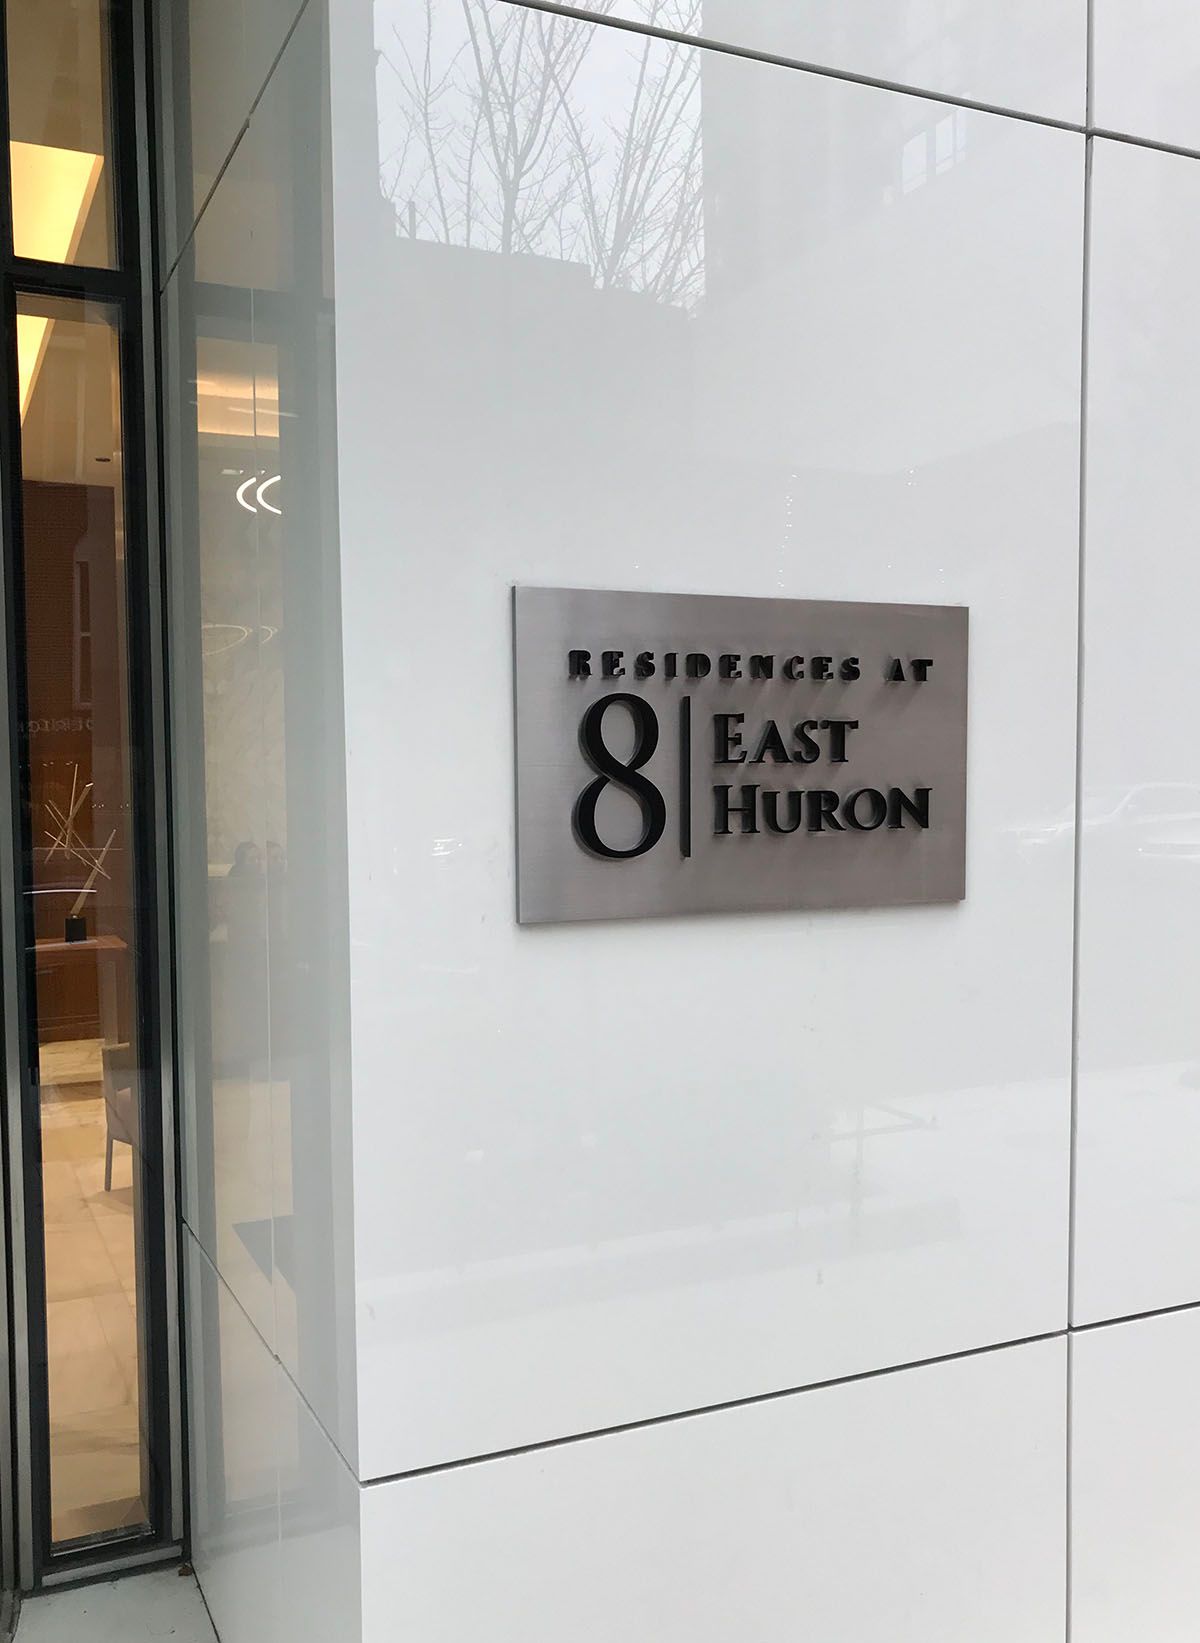 RESIDENCES AT
8 | EAST
HURON